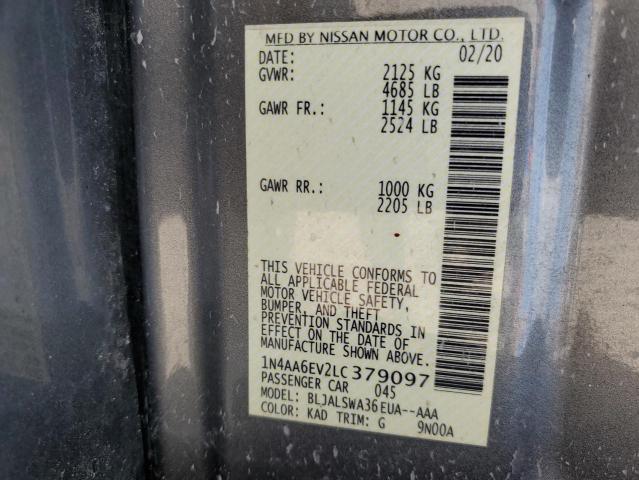 MFD BY NISSAN MOTOR CO., LTD.
DATE: 02/20
GVWR: 2125 KG
4685 LB
GAWR FR.: 1145 KG
2524 LB
GAWR RR.: 1000 KG
2205 LB
THIS VEHICLE CONFORMS TO
ALL APPLICABLE FEDERAL
MOTOR VEHICLE SAFETY,
BUMPER, AND THEFT
PREVENTION STANDARDS IN
EFFECT ON THE DATE OF
MANUFACTURE SHOWN ABOVE.
1N4AA6EV2LC379097
PASSENGER CAR 045
MODEL: BLJALSWA36EUA--AAA
COLOR: KAD TRIM: G 9N00A